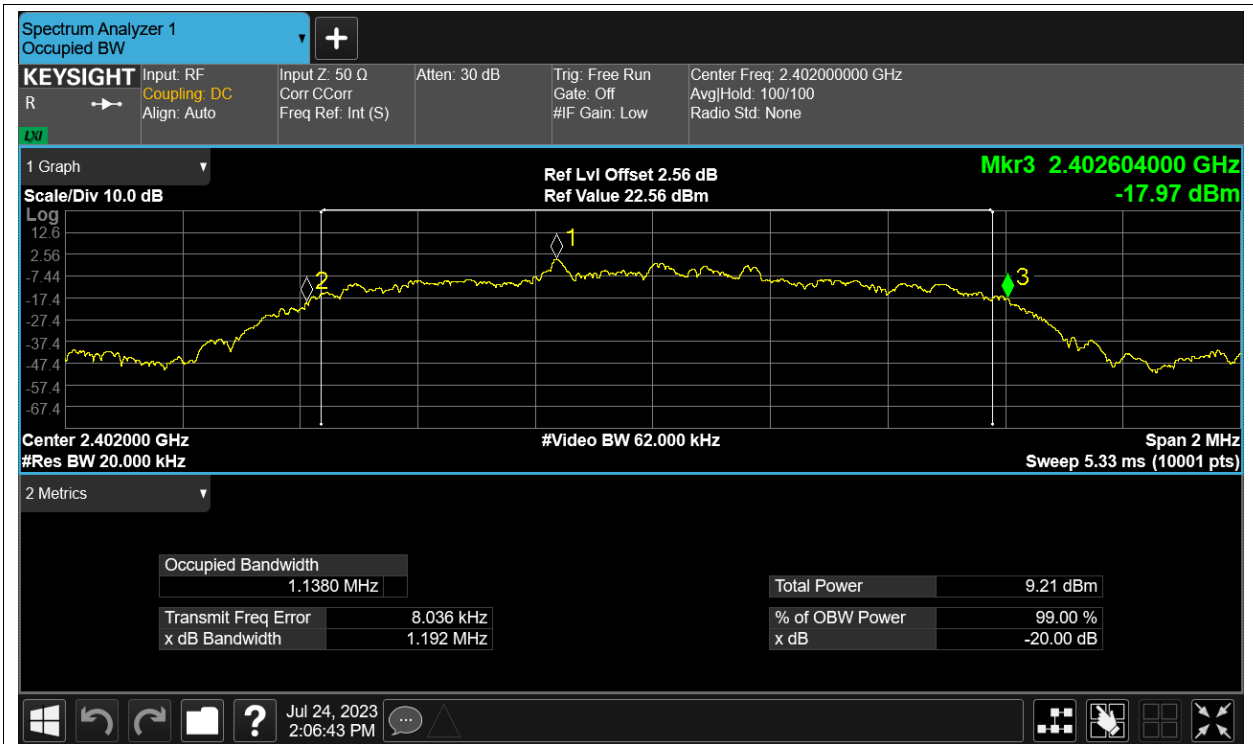 Spectrum Analyzer 1
Occupied BW
KEYSIGHT
R
LXI
Input: RF
Coupling: DC
Align: Auto
Input Z: 50 Ω
Corr CCorr
Freq Ref: Int (S)
Atten: 30 dB
Trig: Free Run
Gate: Off
#IF Gain: Low
Center Freq: 2.402000000 GHz
Avg|Hold: 100/100
Radio Std: None
1 Graph
Scale/Div 10.0 dB
Ref Lvl Offset 2.56 dB
Ref Value 22.56 dBm
Mkr3 2.402604000 GHz
-17.97 dBm
Log
12.6
2.56
-7.44
-17.4
-27.4
-37.4
-47.4
-57.4
-67.4
1
2
3
Center 2.402000 GHz
#Video BW 62.000 kHz
Span 2 MHz
#Res BW 20.000 kHz
Sweep 5.33 ms (10001 pts)
2 Metrics
Occupied Bandwidth
1.1380 MHz
Total Power 9.21 dBm
Transmit Freq Error 8.036 kHz
% of OBW Power 99.00 %
x dB Bandwidth 1.192 MHz
x dB -20.00 dB
?
Jul 24, 2023
2:06:43 PM